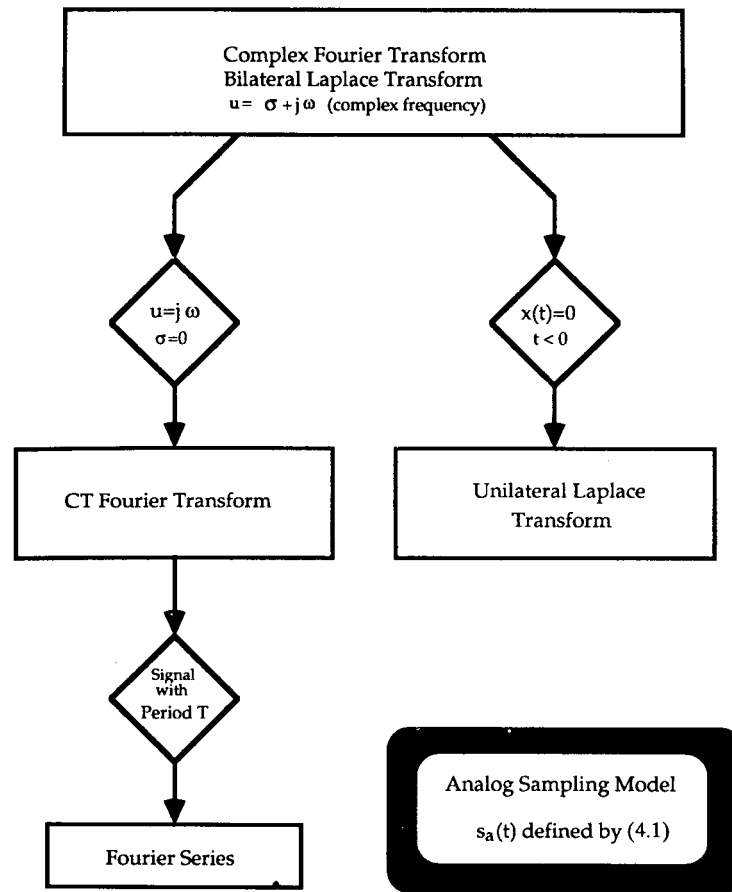 Complex Fourier Transform
Bilateral Laplace Transform
u = σ + j ω (complex frequency)
u=j ω
σ=0
x(t)=0
t < 0
CT Fourier Transform
Unilateral Laplace
Transform
Signal
with
Period T
Analog Sampling Model
sₐ(t) defined by (4.1)
Fourier Series